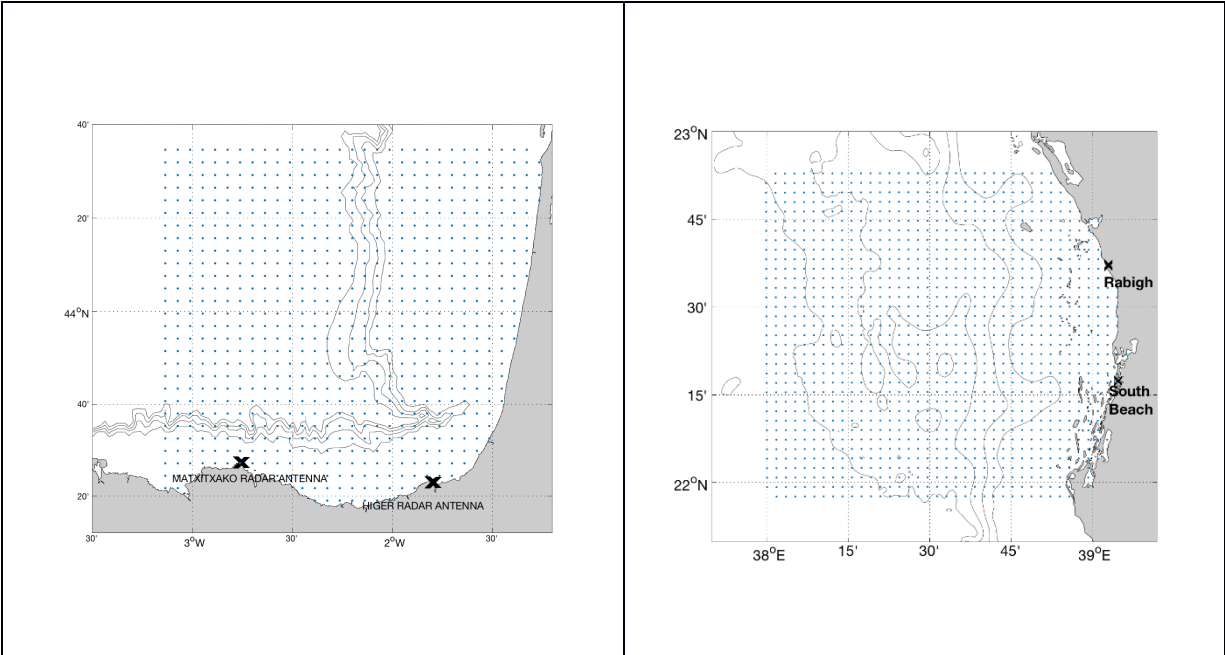 40'
20'
44°N
40'
20'
30'
3°W
30'
2°W
30'
MATXITXAKO RADAR ANTENNA
HIGER RADAR ANTENNA
23°N
45'
30'
15'
22°N
38°E
15'
30'
45'
39°E
Rabigh
South
Beach